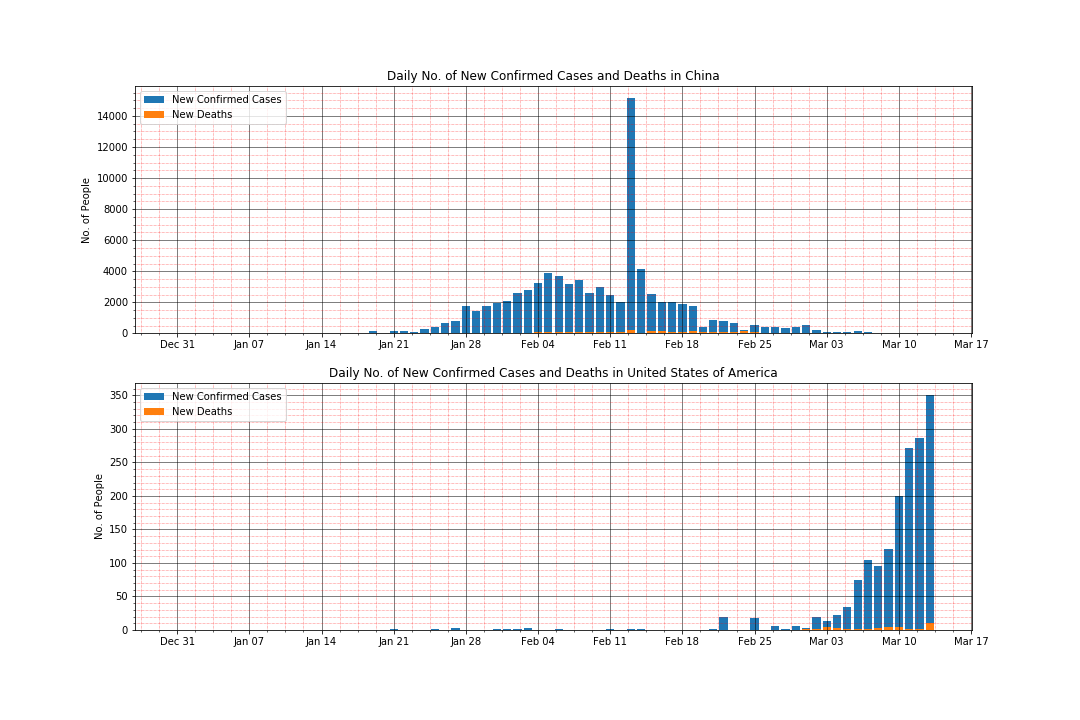 Daily No. of New Confirmed Cases and Deaths in China
New Confirmed Cases
New Deaths
No. of People
14000
12000
10000
8000
6000
4000
2000
0
Dec 31 Jan 07 Jan 14 Jan 21 Jan 28 Feb 04 Feb 11 Feb 18 Feb 25 Mar 03 Mar 10 Mar 17
Daily No. of New Confirmed Cases and Deaths in United States of America
New Confirmed Cases
New Deaths
No. of People
350
300
250
200
150
100
50
0
Dec 31 Jan 07 Jan 14 Jan 21 Jan 28 Feb 04 Feb 11 Feb 18 Feb 25 Mar 03 Mar 10 Mar 17